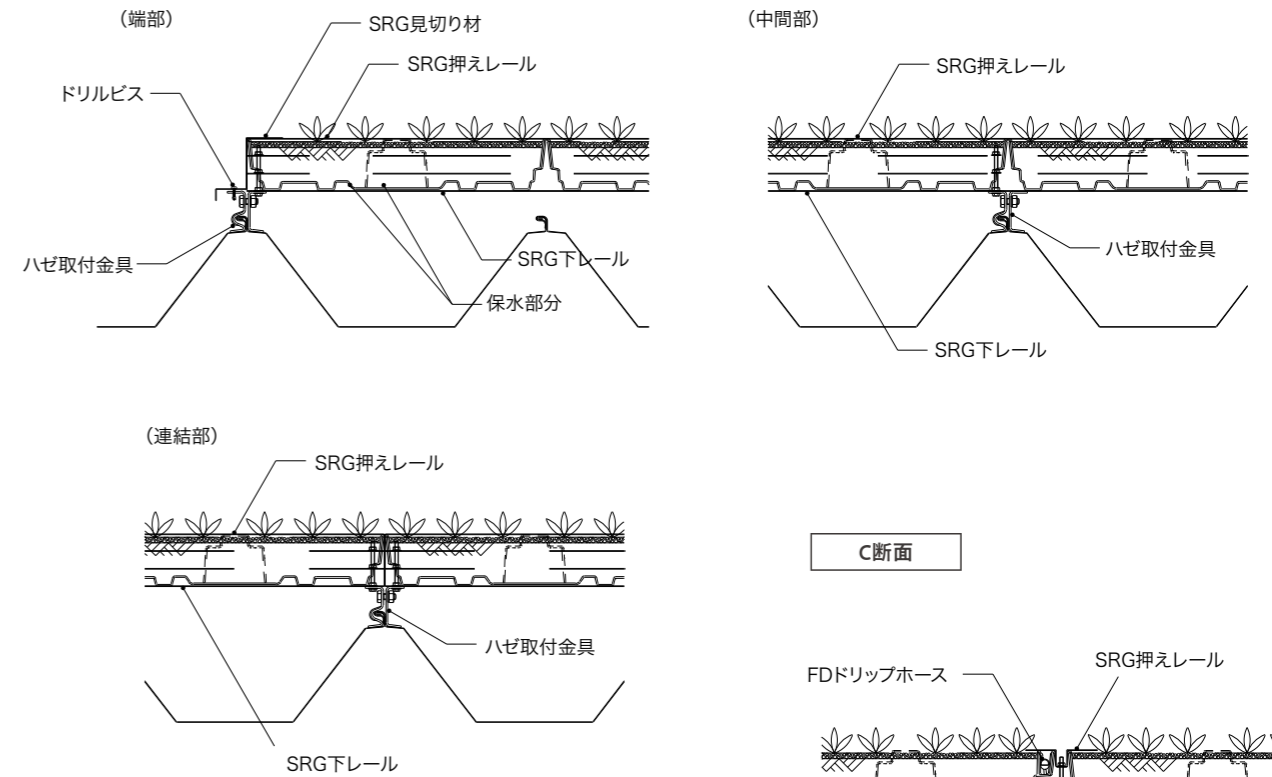 （端部）
SRG見切り材
SRG押えレール
ドリルビス
ハゼ取付金具
SRG下レール
保水部分
（中間部）
SRG押えレール
ハゼ取付金具
SRG下レール
（連結部）
SRG押えレール
ハゼ取付金具
SRG下レール
C断面
FDドリップホース
SRG押えレール